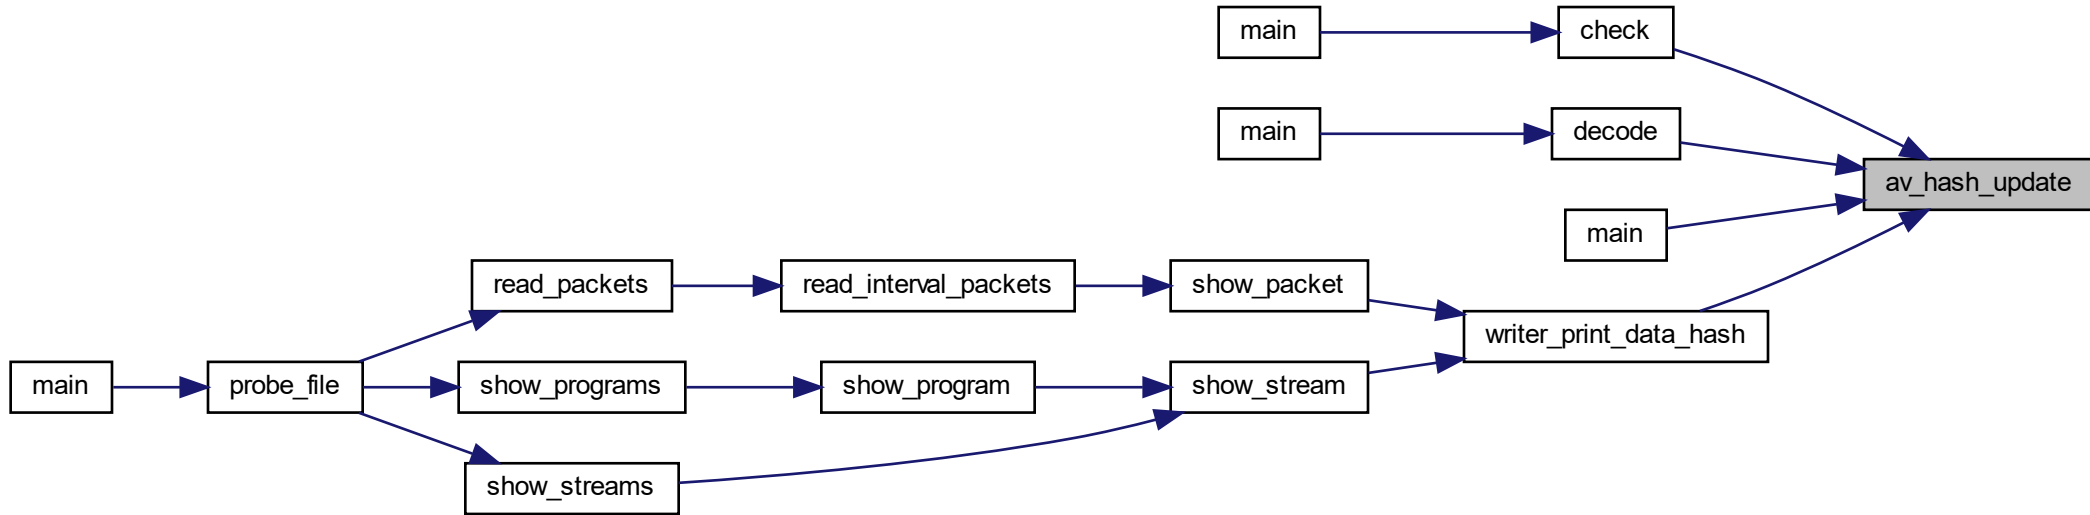 main
check
main
decode
av_hash_update
main
read_packets
read_interval_packets
show_packet
writer_print_data_hash
main
probe_file
show_programs
show_program
show_stream
show_streams